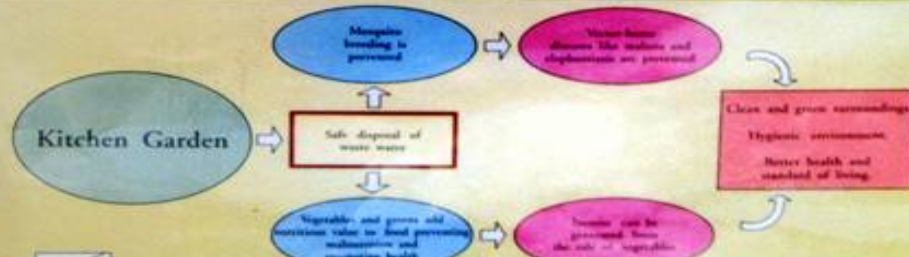 Mosquito
breeding is
prevented
Vector-borne
diseases like malaria and
elephantiasis are prevented
Kitchen Garden
Safe disposal of
waste water
Clean and green surroundings
Hygienic environment
Better health and
standard of living.
Vegetables and greens add
nutritious value to food preventing
malnutrition and
promoting health
Income can be
generated from
the sale of vegetables